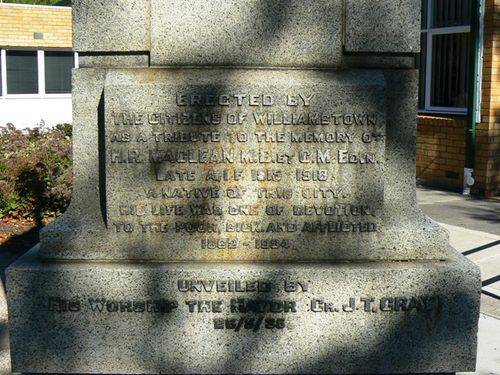 ERECTED BY
THE CITIZENS OF WILLIAMSTOWN
AS A TRIBUTE TO THE MEMORY OF
H.R. MACLEAN M.B. ET C.M. EDIN.
LATE A.I.F. 1915 1918
A NATIVE OF THIS CITY.
HIS LIFE WAS ONE OF DEVOTION
TO THE POOR, SICK, AND AFFLICTED.
UNVEILED BY
HIS WORSHIP THE MAYOR CR. J.T. GRAY